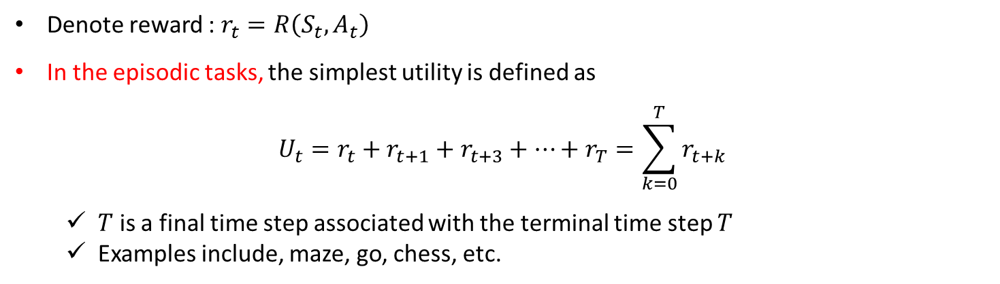 • Denote reward : r_t = R(S_t, A_t)
• In the episodic tasks, the simplest utility is defined as
U_t = r_t + r_{t+1} + r_{t+3} + ⋯ + r_T = \sum_{k=0}^{T} r_{t+k}
✓ T is a final time step associated with the terminal time step T
✓ Examples include, maze, go, chess, etc.